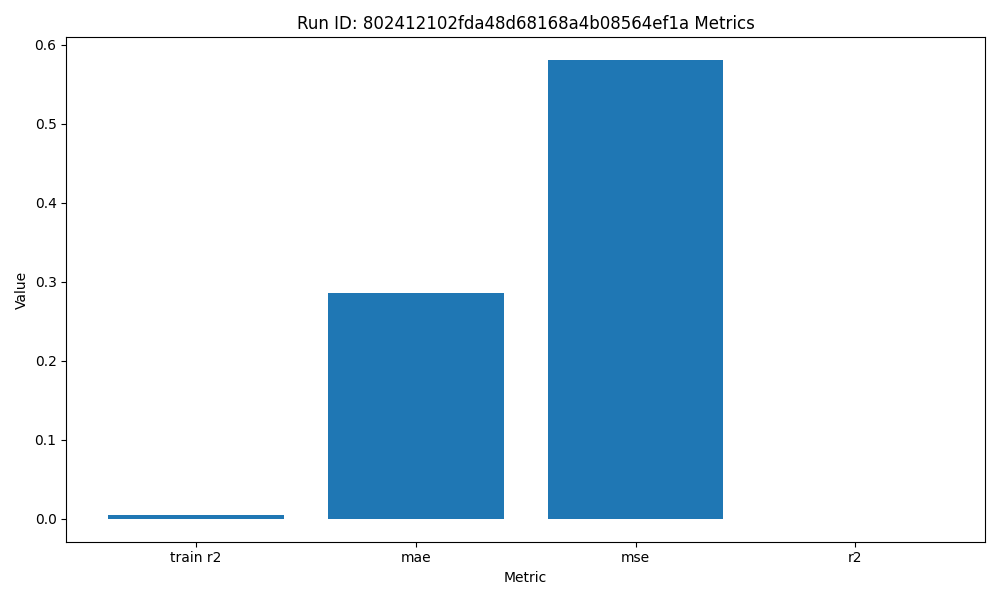 Run ID: 802412102fda48d68168a4b08564ef1a Metrics
0.6
0.5
0.4
0.3
0.2
0.1
0.0
Value
train r2
mae
mse
r2
Metric